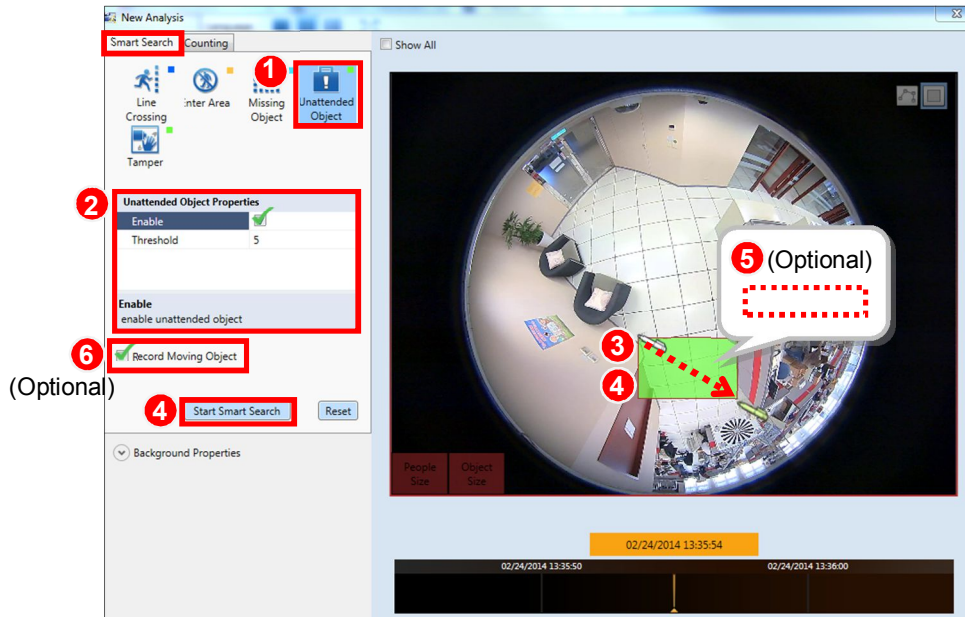 New Analysis
Smart Search
Counting
Show All
1
Line
Crossing
Enter Area
Missing
Object
Unattended
Object
Tamper
2
Unattended Object Properties
Enable
Threshold 5
Enable
enable unattended object
6
Record Moving Object
(Optional)
4
Start Smart Search
Reset
Background Properties
5 (Optional)
3
4
People
Size
Object
Size
02/24/2014 13:35:54
02/24/2014 13:35:50
02/24/2014 13:36:00